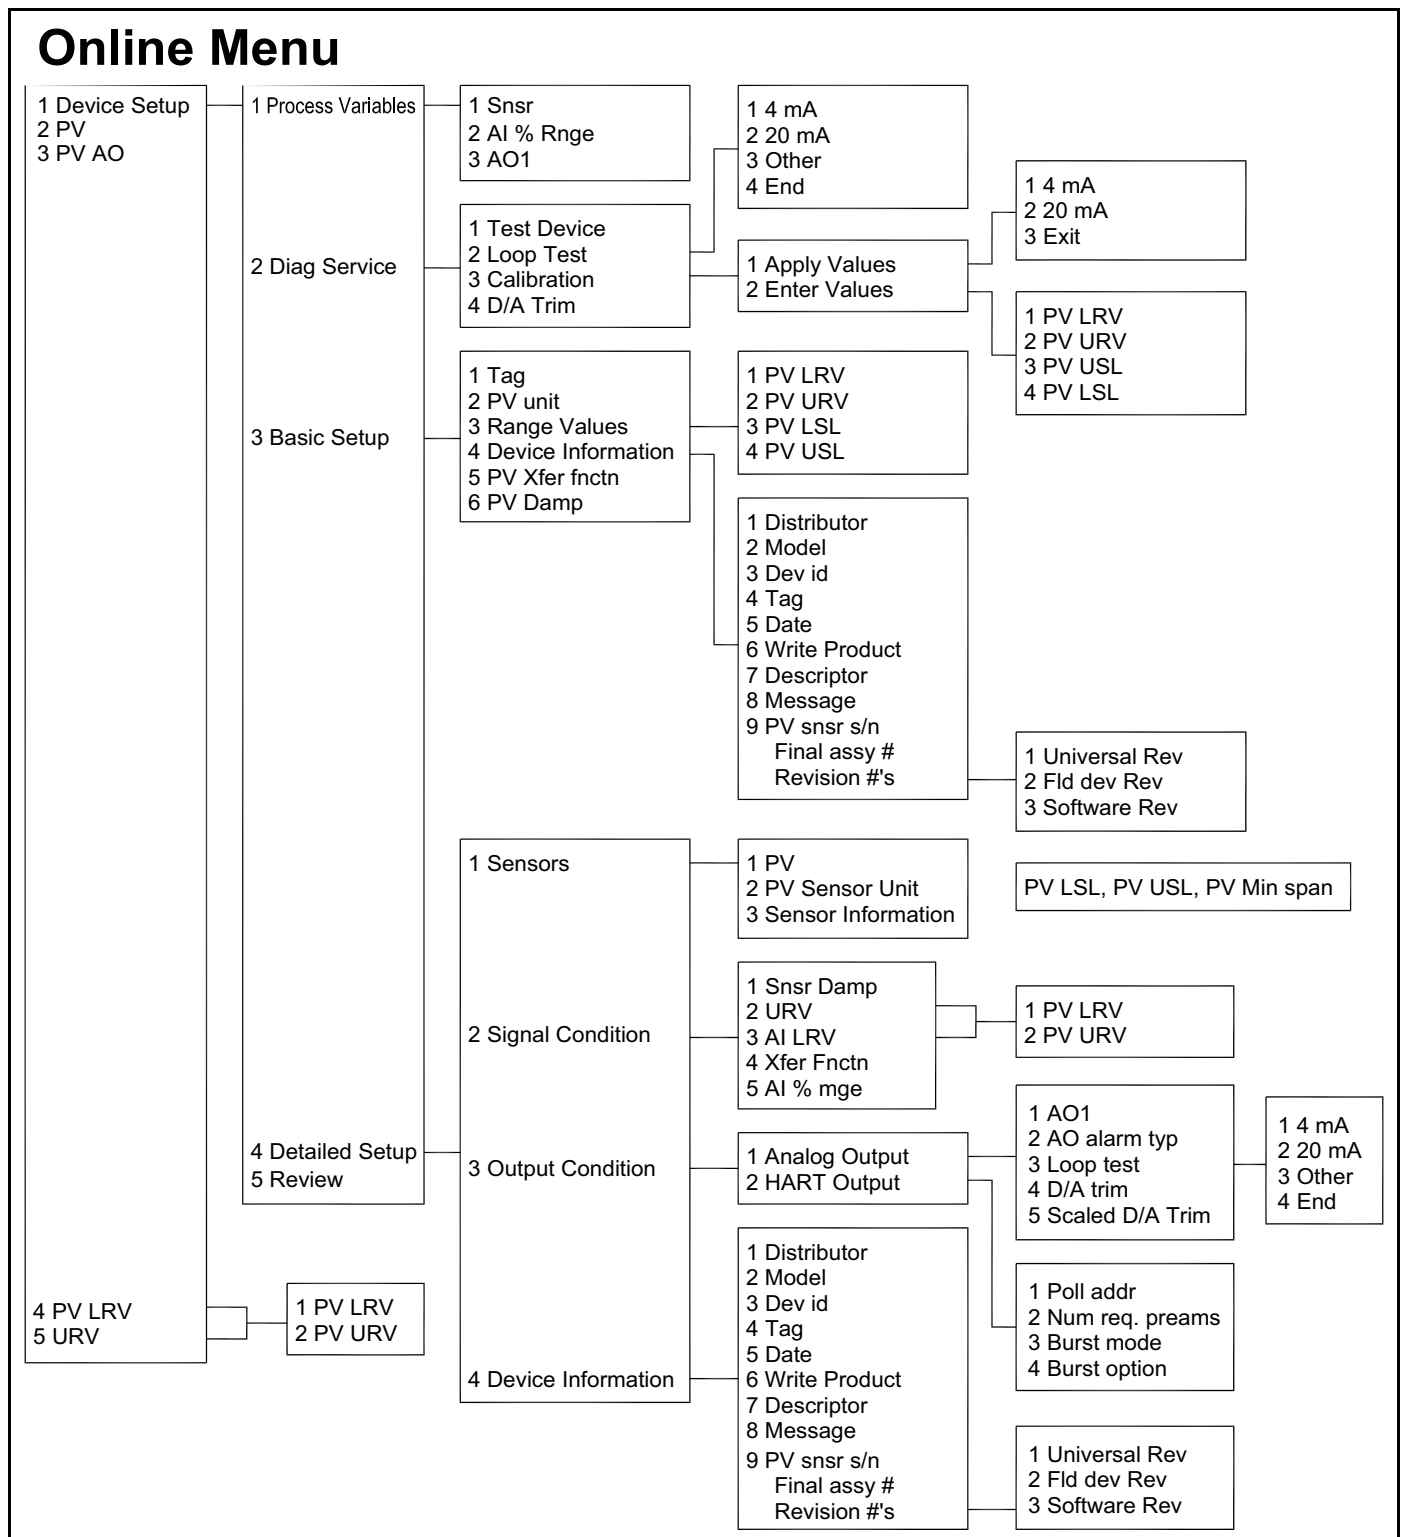 Online Menu
1 Device Setup
2 PV
3 PV AO
4 PV LRV
5 URV
1 PV LRV
2 PV URV
1 Process Variables
2 Diag Service
3 Basic Setup
4 Detailed Setup
5 Review
1 Snsr
2 AI % Rnge
3 AO1
1 Test Device
2 Loop Test
3 Calibration
4 D/A Trim
1 4 mA
2 20 mA
3 Other
4 End
1 Apply Values
2 Enter Values
1 4 mA
2 20 mA
3 Exit
1 PV LRV
2 PV URV
3 PV USL
4 PV LSL
1 Tag
2 PV unit
3 Range Values
4 Device Information
5 PV Xfer fnctn
6 PV Damp
1 PV LRV
2 PV URV
3 PV LSL
4 PV USL
1 Distributor
2 Model
3 Dev id
4 Tag
5 Date
6 Write Product
7 Descriptor
8 Message
9 PV snsr s/n
Final assy #
Revision #'s
1 Universal Rev
2 Fld dev Rev
3 Software Rev
1 Sensors
2 Signal Condition
3 Output Condition
4 Device Information
1 PV
2 PV Sensor Unit
3 Sensor Information
PV LSL, PV USL, PV Min span
1 Snsr Damp
2 URV
3 AI LRV
4 Xfer Fnctn
5 AI % mge
1 PV LRV
2 PV URV
1 Analog Output
2 HART Output
1 AO1
2 AO alarm typ
3 Loop test
4 D/A trim
5 Scaled D/A Trim
1 4 mA
2 20 mA
3 Other
4 End
1 Poll addr
2 Num req. preams
3 Burst mode
4 Burst option
1 Distributor
2 Model
3 Dev id
4 Tag
5 Date
6 Write Product
7 Descriptor
8 Message
9 PV snsr s/n
Final assy #
Revision #'s
1 Universal Rev
2 Fld dev Rev
3 Software Rev